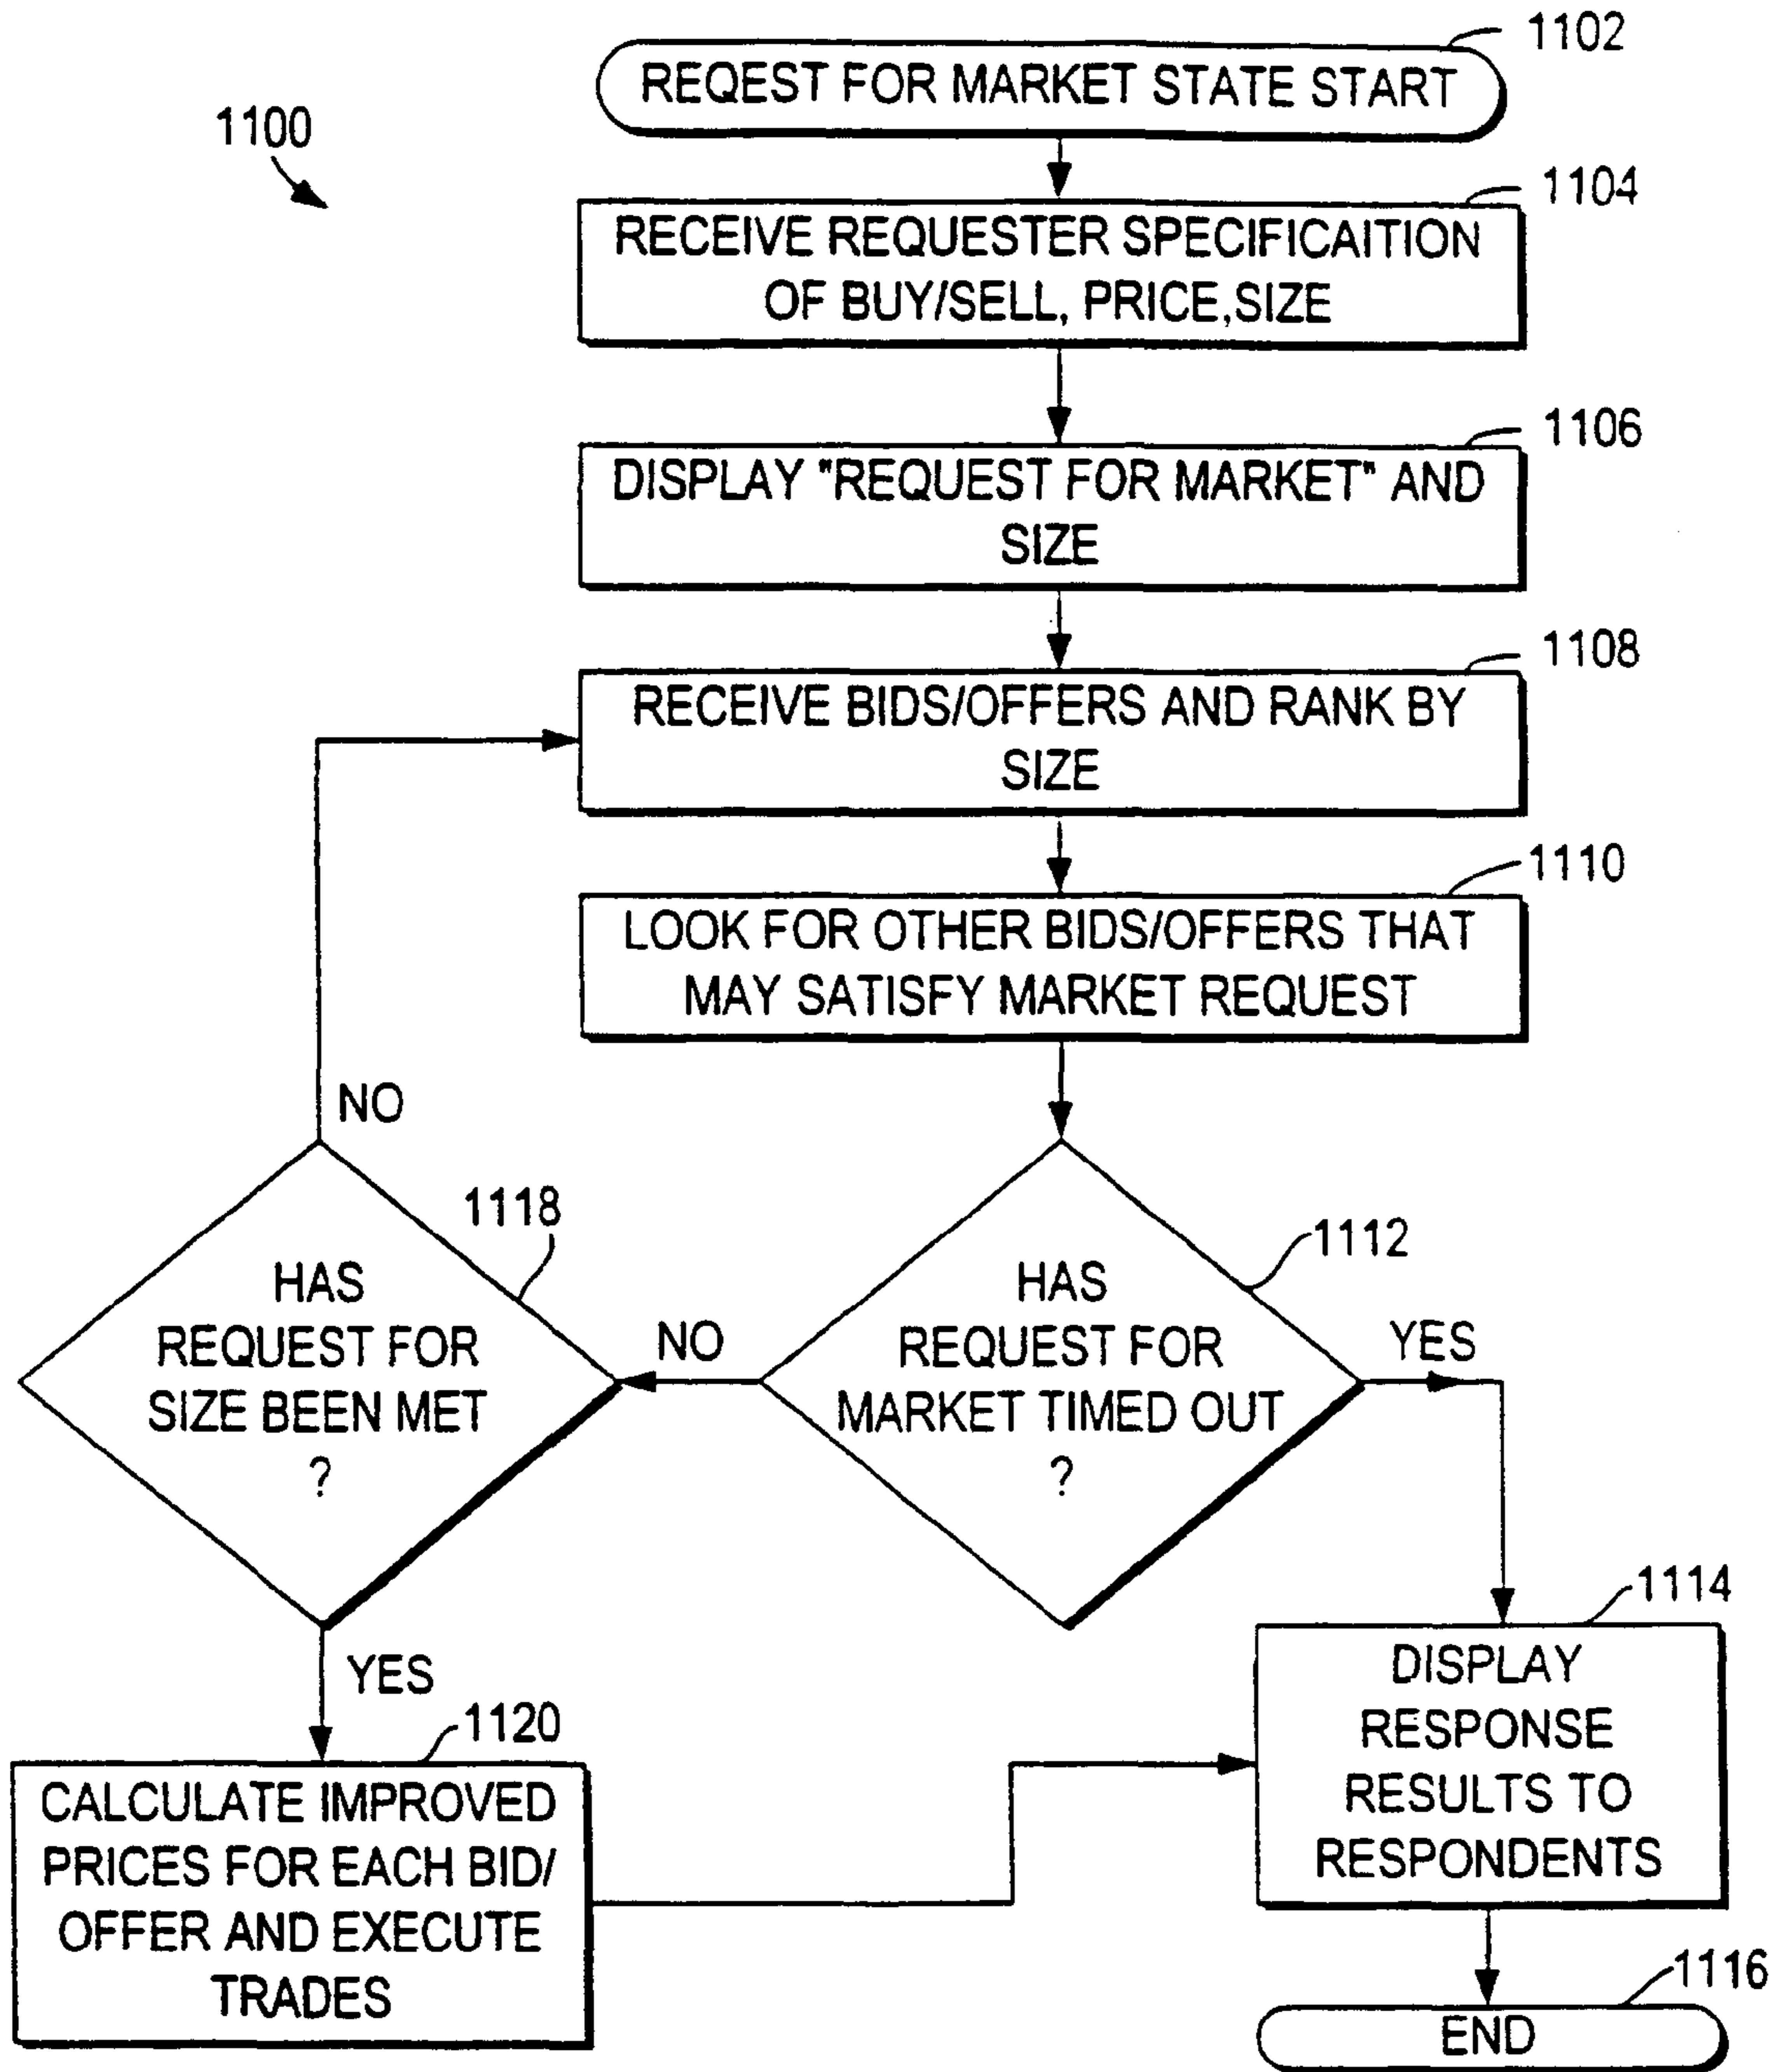 1102
REQEST FOR MARKET STATE START
1100
1104
RECEIVE REQUESTER SPECIFICAITION
OF BUY/SELL, PRICE,SIZE
1106
DISPLAY "REQUEST FOR MARKET" AND
SIZE
1108
RECEIVE BIDS/OFFERS AND RANK BY
SIZE
1110
LOOK FOR OTHER BIDS/OFFERS THAT
MAY SATISFY MARKET REQUEST
NO
1118
HAS
REQUEST FOR
SIZE BEEN MET
?
NO
1112
HAS
REQUEST FOR
MARKET TIMED OUT
?
YES
YES
1120
CALCULATE IMPROVED
PRICES FOR EACH BID/
OFFER AND EXECUTE
TRADES
1114
DISPLAY
RESPONSE
RESULTS TO
RESPONDENTS
1116
END